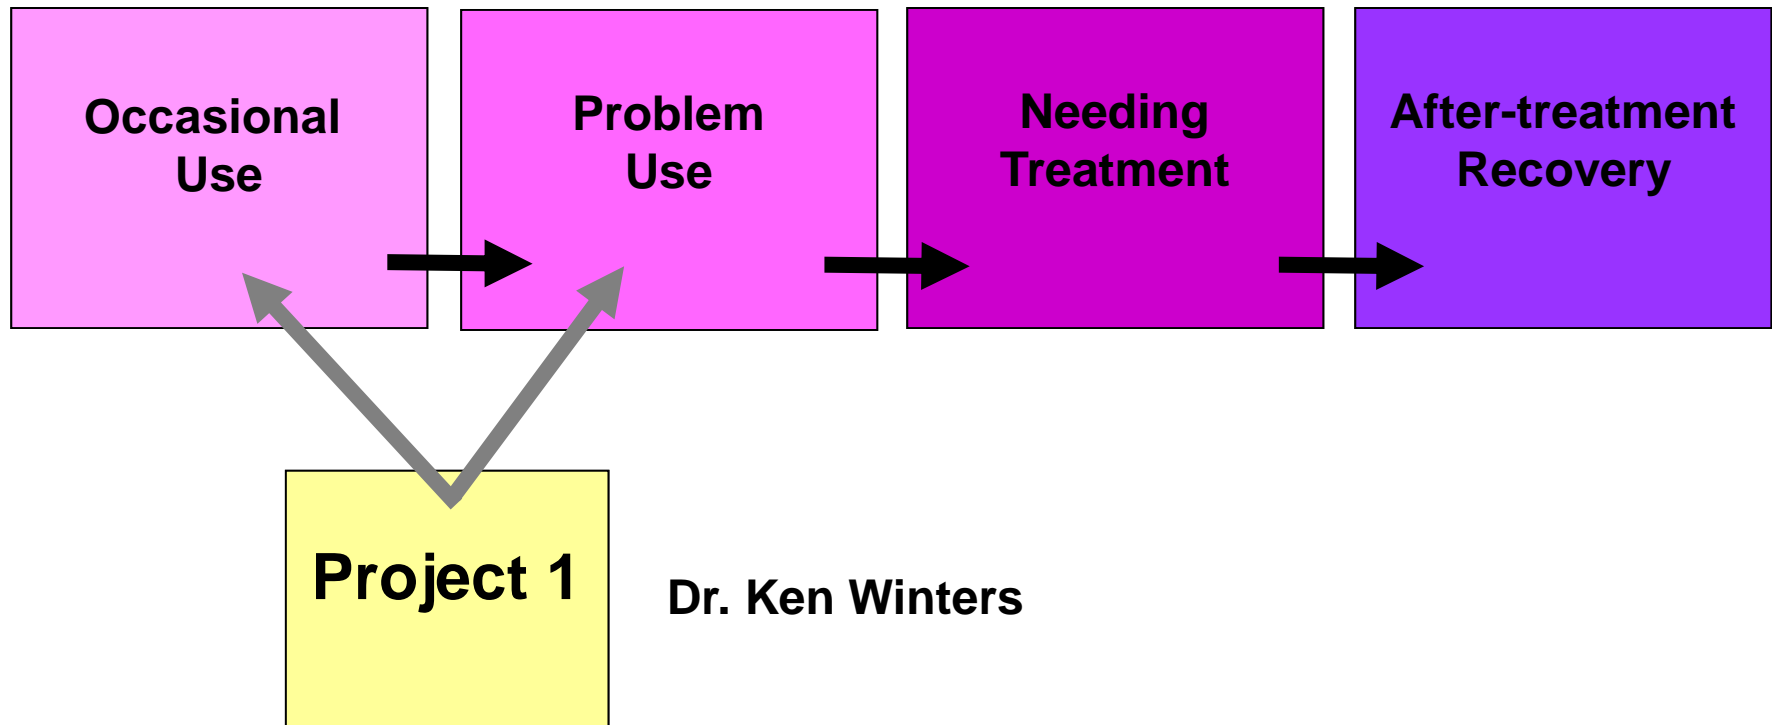 Occasional
Use
Problem
Use
Needing
Treatment
After-treatment
Recovery
Project 1
Dr. Ken Winters